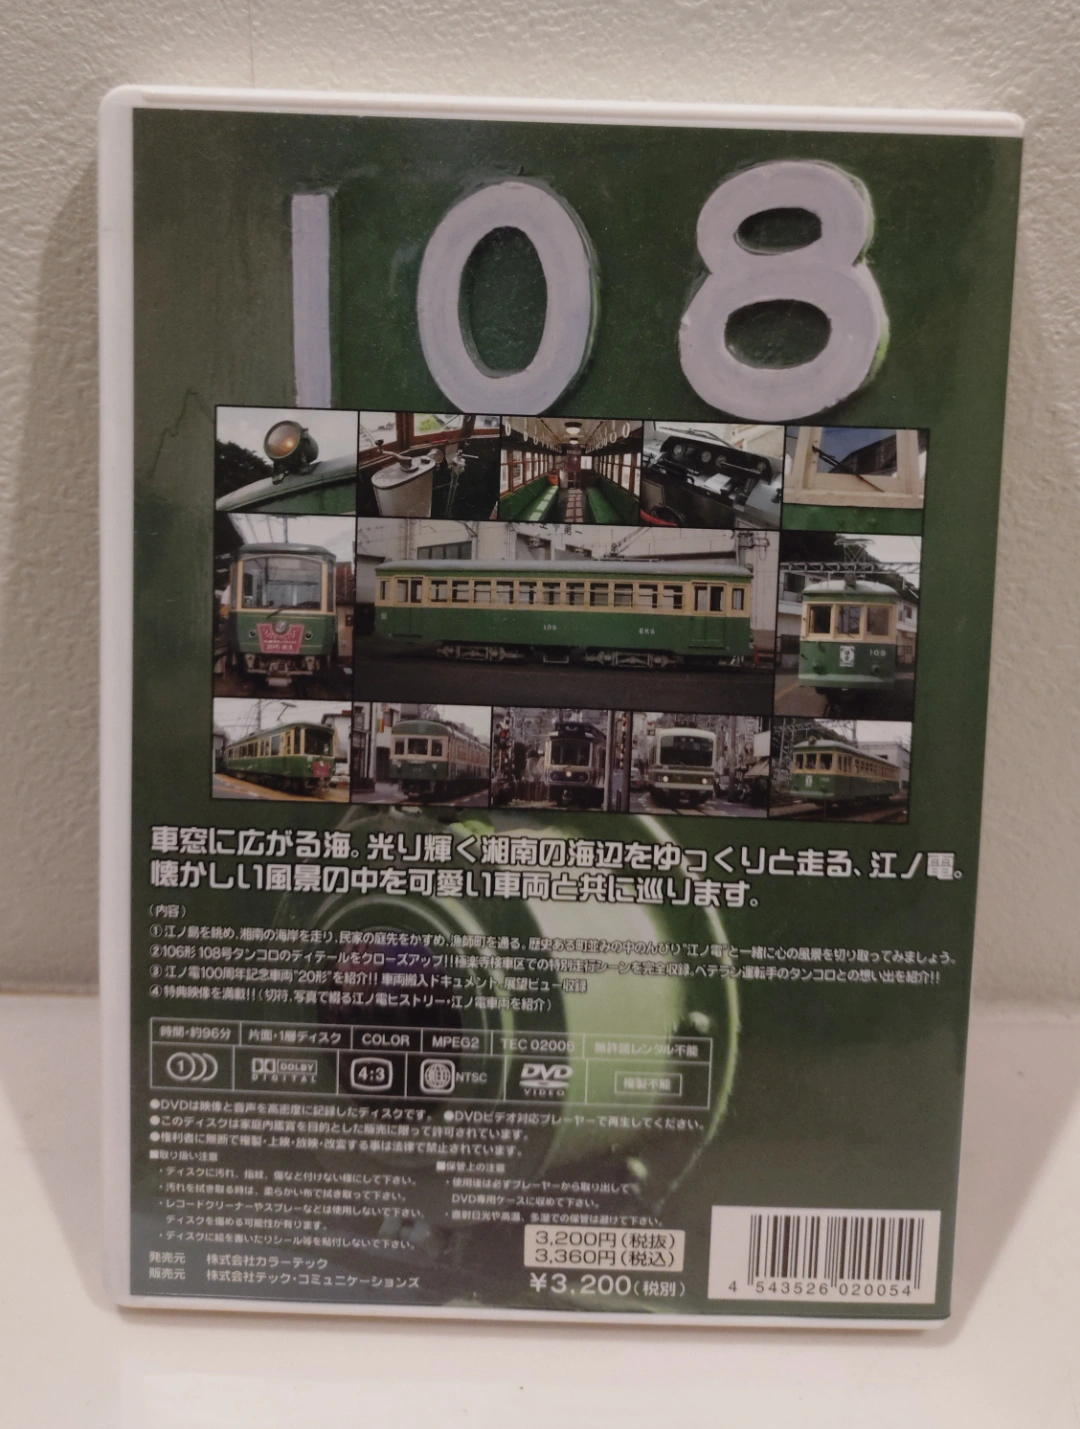 108
車窓に広がる海。光り輝く湘南の海辺をゆっくりと走る、江ノ電。
懐かしい風景の中を可愛い車両と共に巡ります。
（内容）
①江ノ島を眺め、湘南の海岸を走り、民家の庭先をかすめ、漁師町を通る。歴史ある町並みの中のんびり"江ノ電"と一緒に心の風景を切り取ってみましょう。
②106形108号タンコロのディテールをクローズアップ!!極楽寺検車区での特別走行シーンを完全収録。ベテラン運転手のタンコロとの想い出を紹介!!
③江ノ電100周年記念車両"20形"を紹介!!車両搬入ドキュメント、展望ビュー収録
④特典映像を満載!!(切符、写真で綴る江ノ電ヒストリー・江ノ電車両を紹介)
時間・約96分 片面・1層ディスク COLOR MPEG2 TEC 02006 無許諾レンタル不能
1 DOLBY DIGITAL 4:3 NTSC DVD VIDEO 複製不能
●DVDは映像と音声を高密度に記録したディスクです。 ●DVDビデオ対応プレーヤーで再生してください。
●このディスクは家庭内鑑賞を目的とした販売に限って許可されています。
●権利者に無断で複製・上映・放映・改変する事は法律で禁止されています。
■取り扱い注意
・ディスクに汚れ、指紋、傷など付けない様にして下さい。
・汚れを拭き取る時は、柔らかい布で拭き取って下さい。
・レコードクリーナーやスプレーなどは使用しないで下さい。
ディスクを傷める可能性が有ります。
・ディスクに絵を書いたりシール等を貼付しないで下さい。
■保管上の注意
・使用後は必ずプレーヤーから取り出して
DVD専用ケースに収めて下さい。
・直射日光や高温、多湿での保管は避けて下さい。
発売元 株式会社カラーテック
販売元 株式会社テック・コミュニケーションズ
3,200円(税抜)
3,360円(税込)
¥3,200(税別)
4 543526 020054